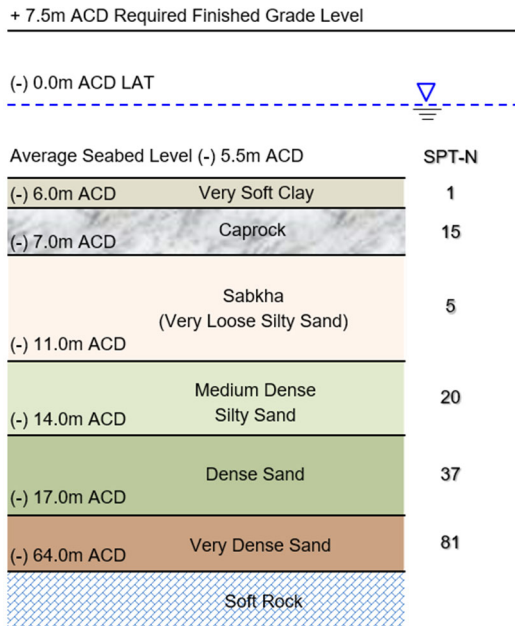 + 7.5m ACD Required Finished Grade Level
(-) 0.0m ACD LAT
Average Seabed Level (-) 5.5m ACD
SPT-N
(-) 6.0m ACD
Very Soft Clay
1
Caprock
15
(-) 7.0m ACD
Sabkha
(Very Loose Silty Sand)
5
(-) 11.0m ACD
Medium Dense
Silty Sand
20
(-) 14.0m ACD
Dense Sand
37
(-) 17.0m ACD
Very Dense Sand
81
(-) 64.0m ACD
Soft Rock